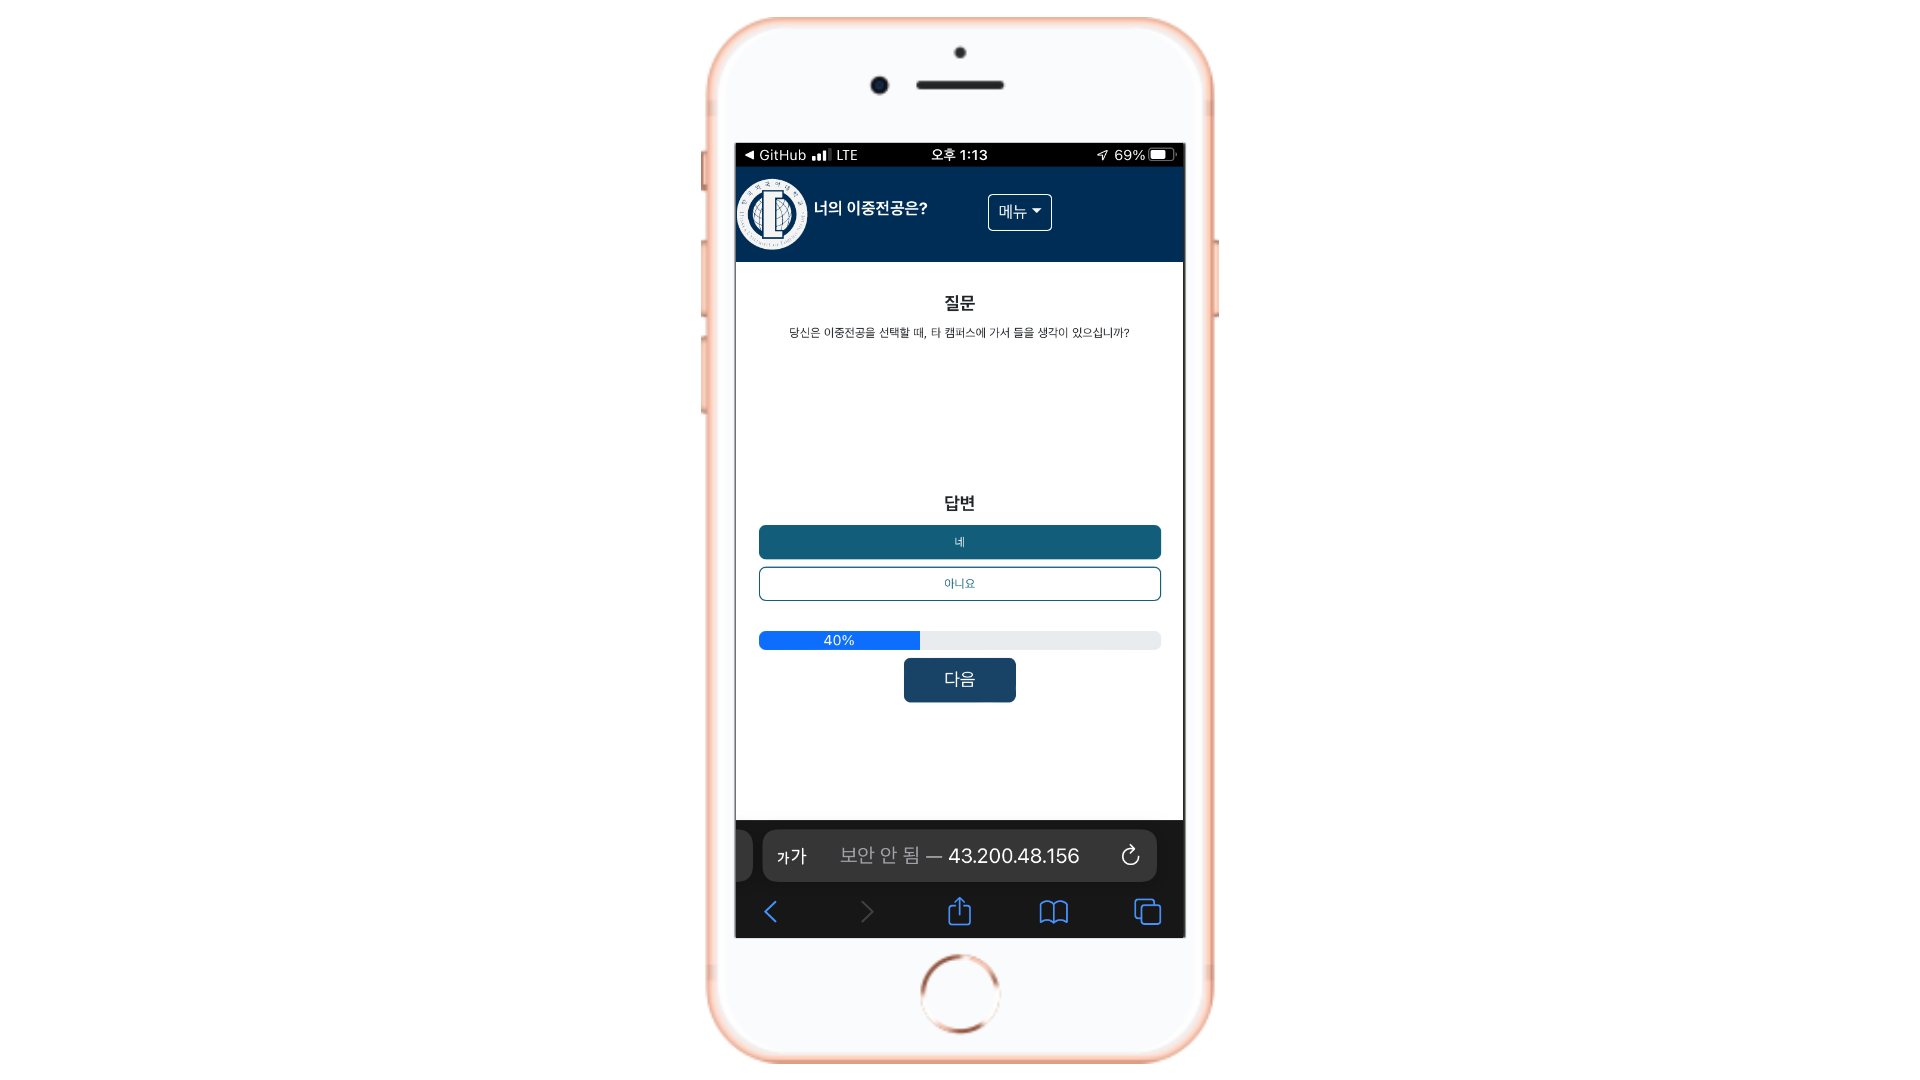 ◀ GitHub LTE 오후 1:13 69%
너의 이중전공은?
메뉴
질문
당신은 이중전공을 선택할 때, 타 캠퍼스에 가서 들을 생각이 있으십니까?
답변
네
아니요
40%
다음
가가 보안 안 됨 — 43.200.48.156